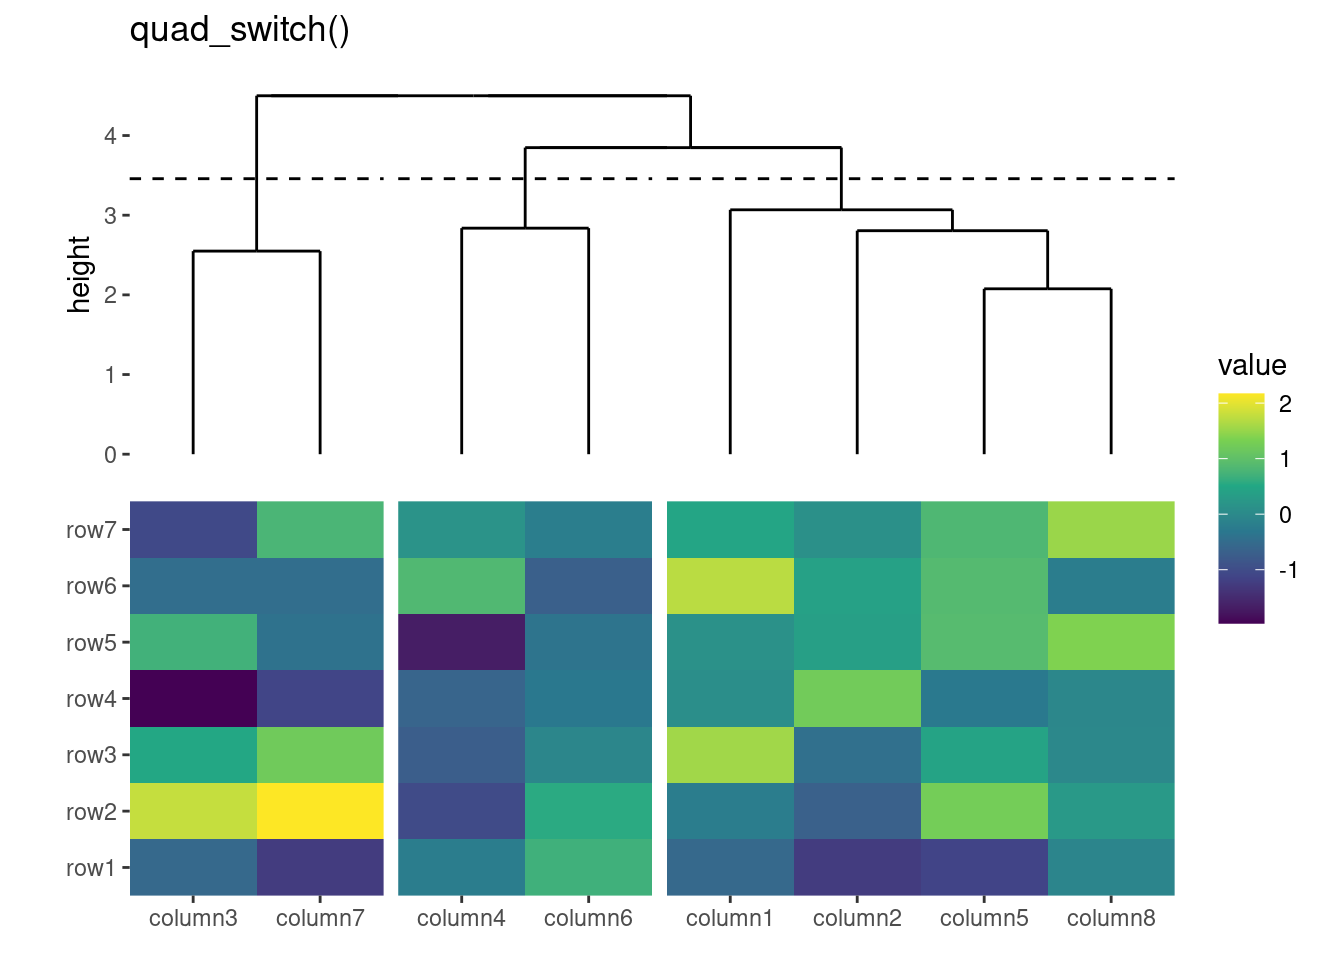 quad_switch()
4
3
2
1
0
height
value
2
1
0
-1
row7
row6
row5
row4
row3
row2
row1
column3 column7 column4 column6 column1 column2 column5 column8